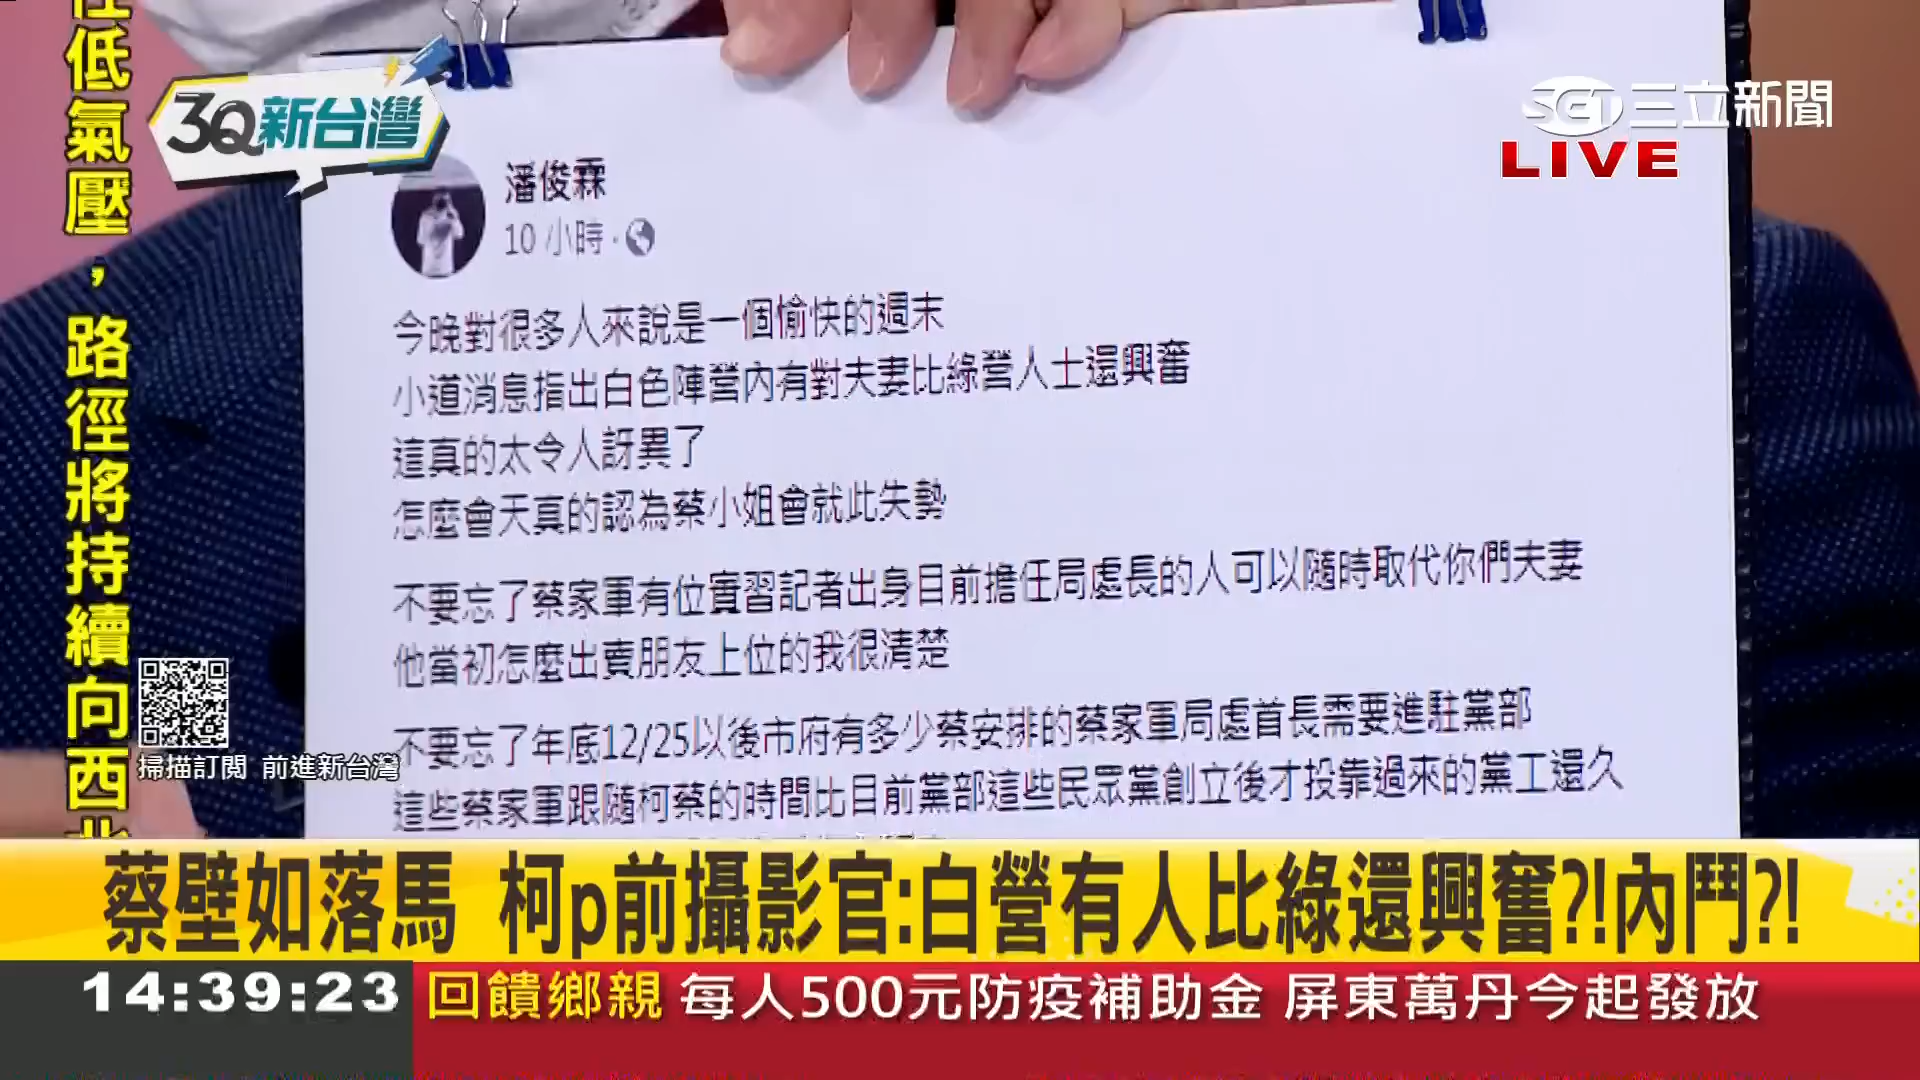 低氣壓，路徑將持續向西
3Q新台灣
SET三立新聞
LIVE
潘俊霖
10 小時
今晚對很多人來說是一個愉快的週末
小道消息指出白色陣營內有對夫妻比綠營人士還興奮
這真的太令人訝異了
怎麼會天真的認為蔡小姐會就此失勢
不要忘了蔡家軍有位實習記者出身目前擔任局處長的人可以隨時取代你們夫妻
他當初怎麼出賣朋友上位的我很清楚
不要忘了年底12/25以後市府有多少蔡安排的蔡家軍局處首長需要進駐黨部
這些蔡家軍跟隨柯蔡的時間比目前黨部這些民眾黨創立後才投靠過來的黨工還久
掃描訂閱 前進新台灣
蔡壁如落馬 柯p前攝影官:白營有人比綠還興奮?!內鬥?!
14:39:23
回饋鄉親 每人500元防疫補助金 屏東萬丹今起發放